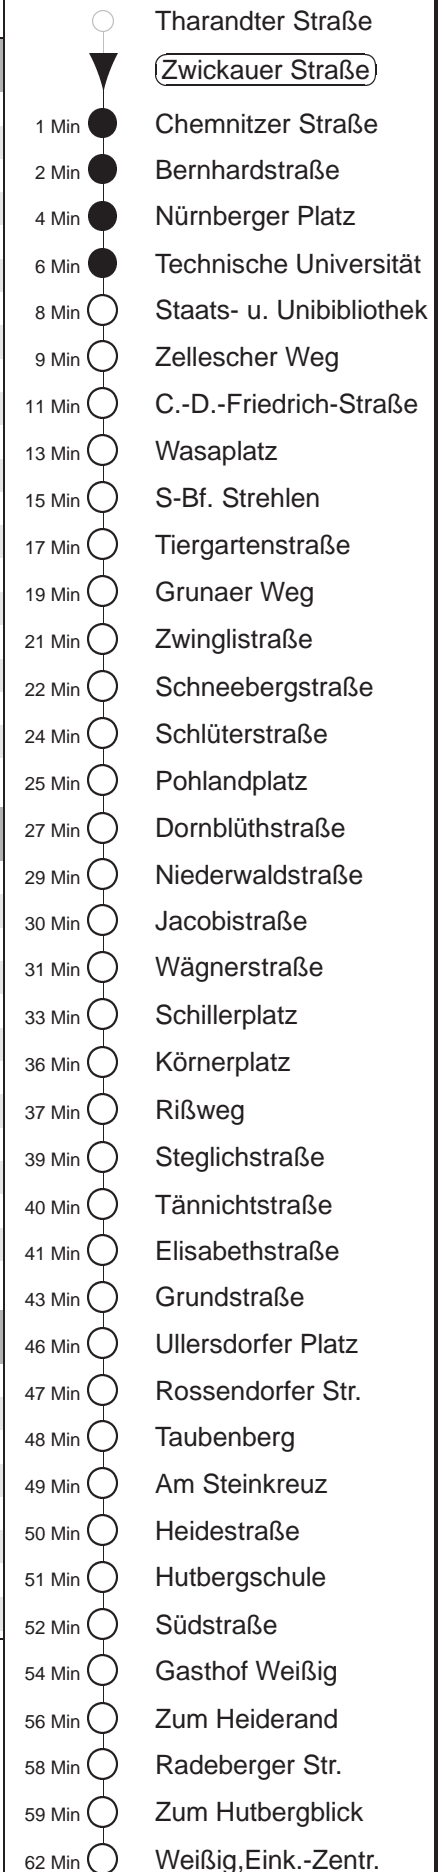 Tharandter Straße
Zwickauer Straße
1 Min Chemnitzer Straße
2 Min Bernhardstraße
4 Min Nürnberger Platz
6 Min Technische Universität
8 Min Staats- u. Unibibliothek
9 Min Zellescher Weg
11 Min C.-D.-Friedrich-Straße
13 Min Wasaplatz
15 Min S-Bf. Strehlen
17 Min Tiergartenstraße
19 Min Grunaer Weg
21 Min Zwinglistraße
22 Min Schneebergstraße
24 Min Schlüterstraße
25 Min Pohlandplatz
27 Min Dornblüthstraße
29 Min Niederwaldstraße
30 Min Jacobistraße
31 Min Wägnerstraße
33 Min Schillerplatz
36 Min Körnerplatz
37 Min Rißweg
39 Min Steglichstraße
40 Min Tännichtstraße
41 Min Elisabethstraße
43 Min Grundstraße
46 Min Ullersdorfer Platz
47 Min Rossendorfer Str.
48 Min Taubenberg
49 Min Am Steinkreuz
50 Min Heidestraße
51 Min Hutbergschule
52 Min Südstraße
54 Min Gasthof Weißig
56 Min Zum Heiderand
58 Min Radeberger Str.
59 Min Zum Hutbergblick
62 Min Weißig,Eink.-Zentr.